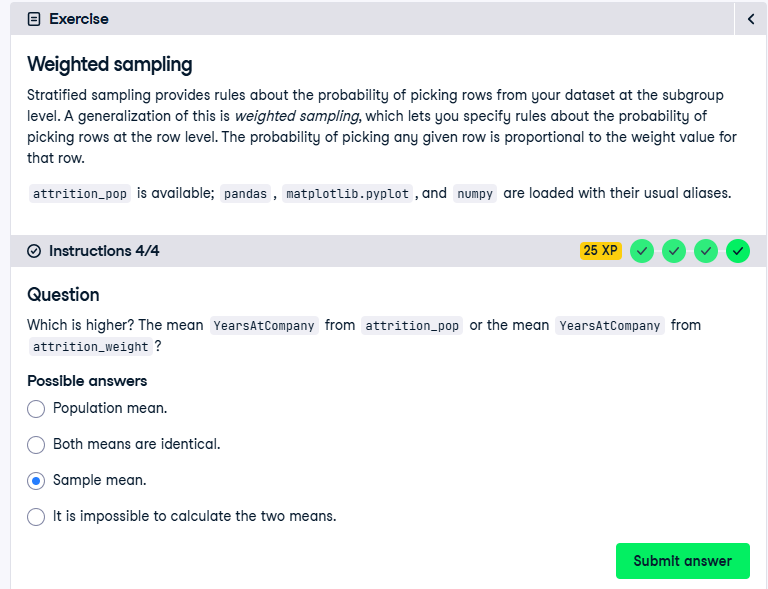 Exercise
Weighted sampling
Stratified sampling provides rules about the probability of picking rows from your dataset at the subgroup
level. A generalization of this is weighted sampling, which lets you specify rules about the probability of
picking rows at the row level. The probability of picking any given row is proportional to the weight value for
that row.
attrition_pop is available; pandas, matplotlib.pyplot, and numpy are loaded with their usual aliases.
Instructions 4/4
25 XP
Question
Which is higher? The mean YearsAtCompany from attrition_pop or the mean YearsAtCompany from
attrition_weight?
Possible answers
Population mean.
Both means are identical.
Sample mean.
It is impossible to calculate the two means.
Submit answer